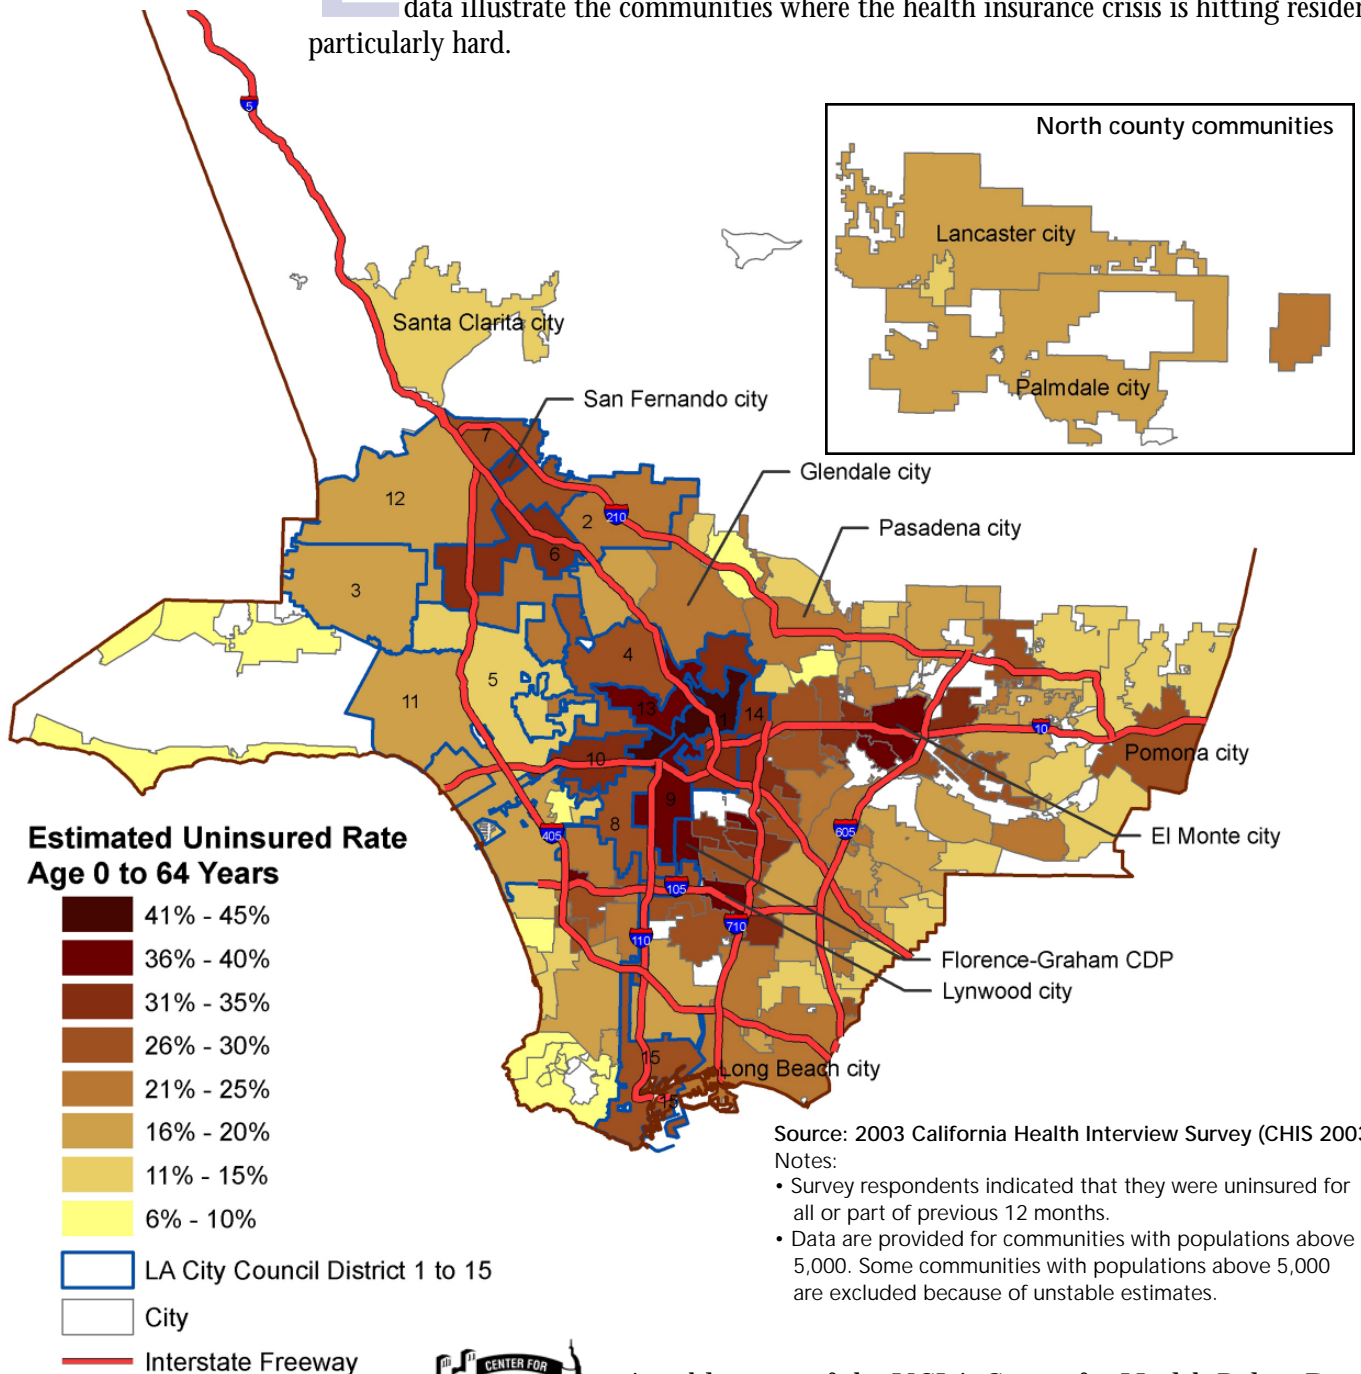 data illustrate the communities where the health insurance crisis is hitting
particularly hard.
5
North county communities
Lancaster city
Palmdale city
Santa Clarita city
San Fernando city
7
Glendale city
12
2
210
Pasadena city
6
3
4
5
11
13
1
14
10
10
Pomona city
9
8
405
605
El Monte city
105
710
110
Florence-Graham CDP
Lynwood city
15
Long Beach city
15
Estimated Uninsured Rate
Age 0 to 64 Years
41% - 45%
36% - 40%
31% - 35%
26% - 30%
21% - 25%
16% - 20%
11% - 15%
6% - 10%
LA City Council District 1 to 15
City
Interstate Freeway
Source: 2003 California Health Interview Survey (CHIS 2003
Notes:
• Survey respondents indicated that they were uninsured for
all or part of previous 12 months.
• Data are provided for communities with populations above
5,000. Some communities with populations above 5,000
are excluded because of unstable estimates.
CENTER FOR